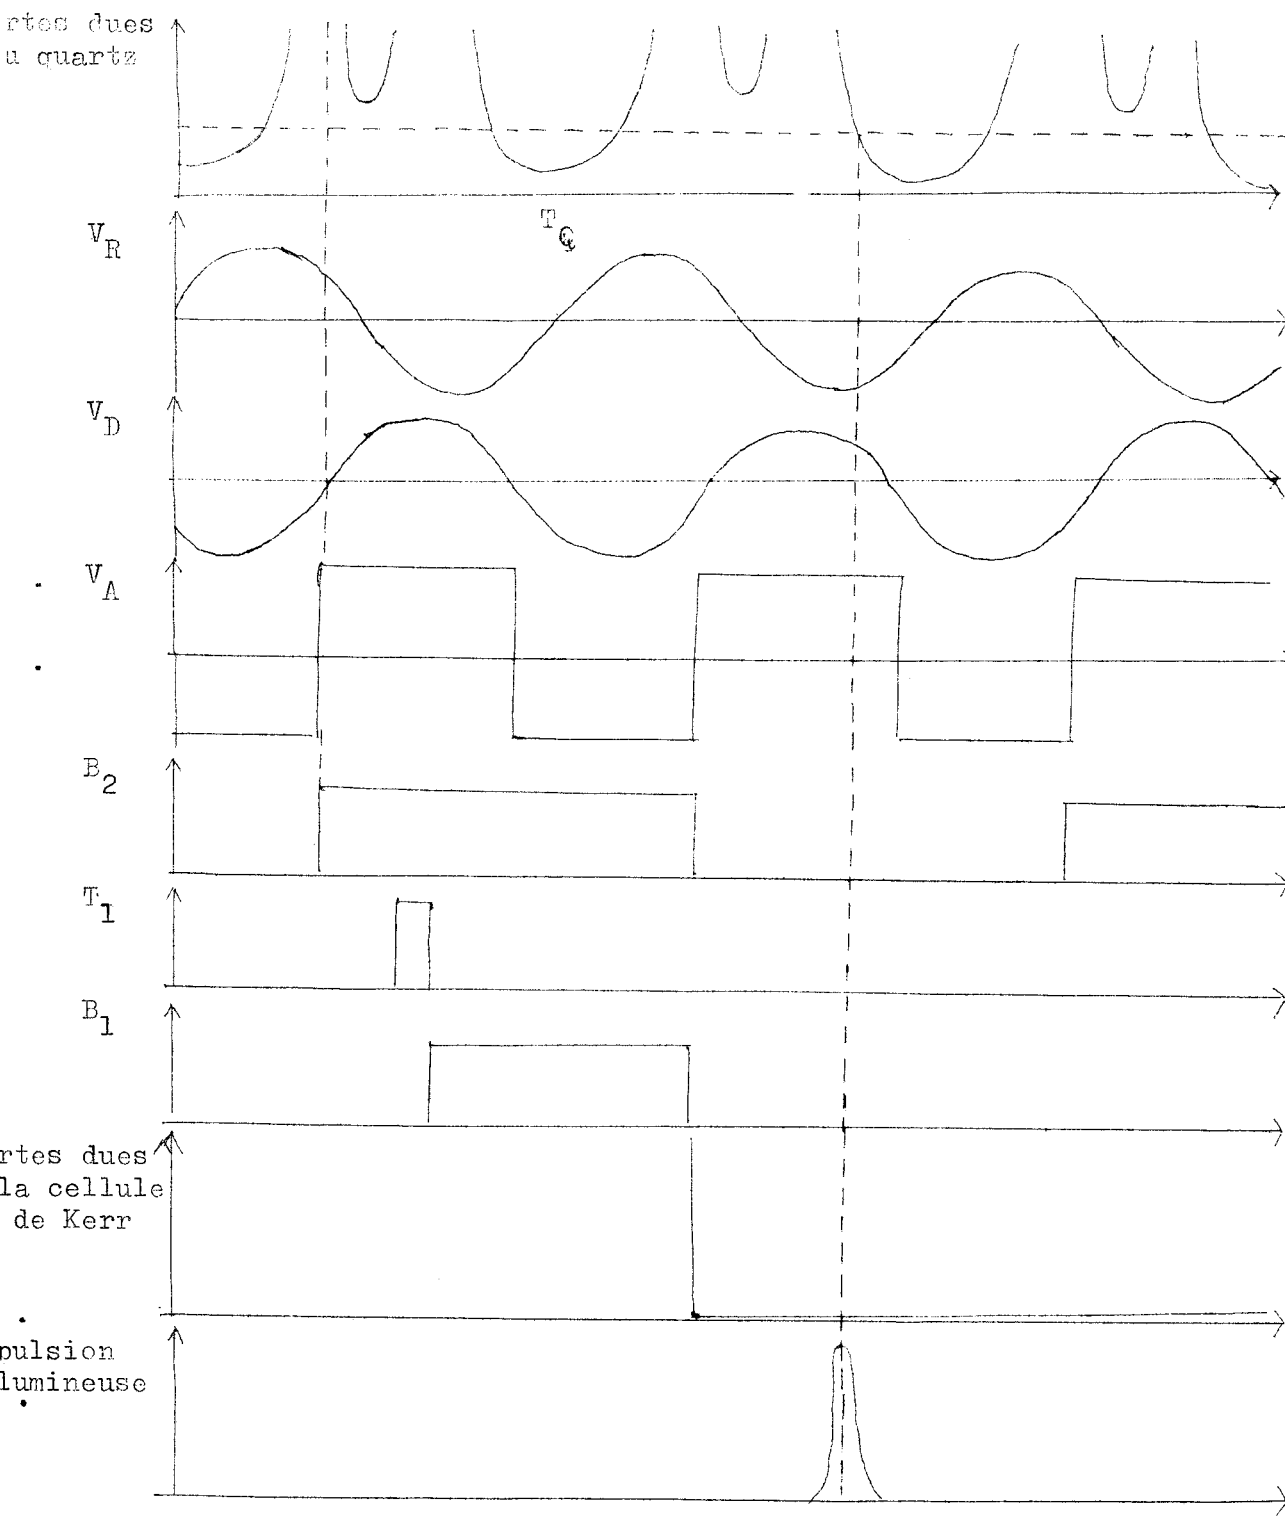 rtes dues
u quartz
T_Q
V_R
V_D
V_A
B_2
T_1
B_1
rtes dues
la cellule
de Kerr
pulsion
lumineuse